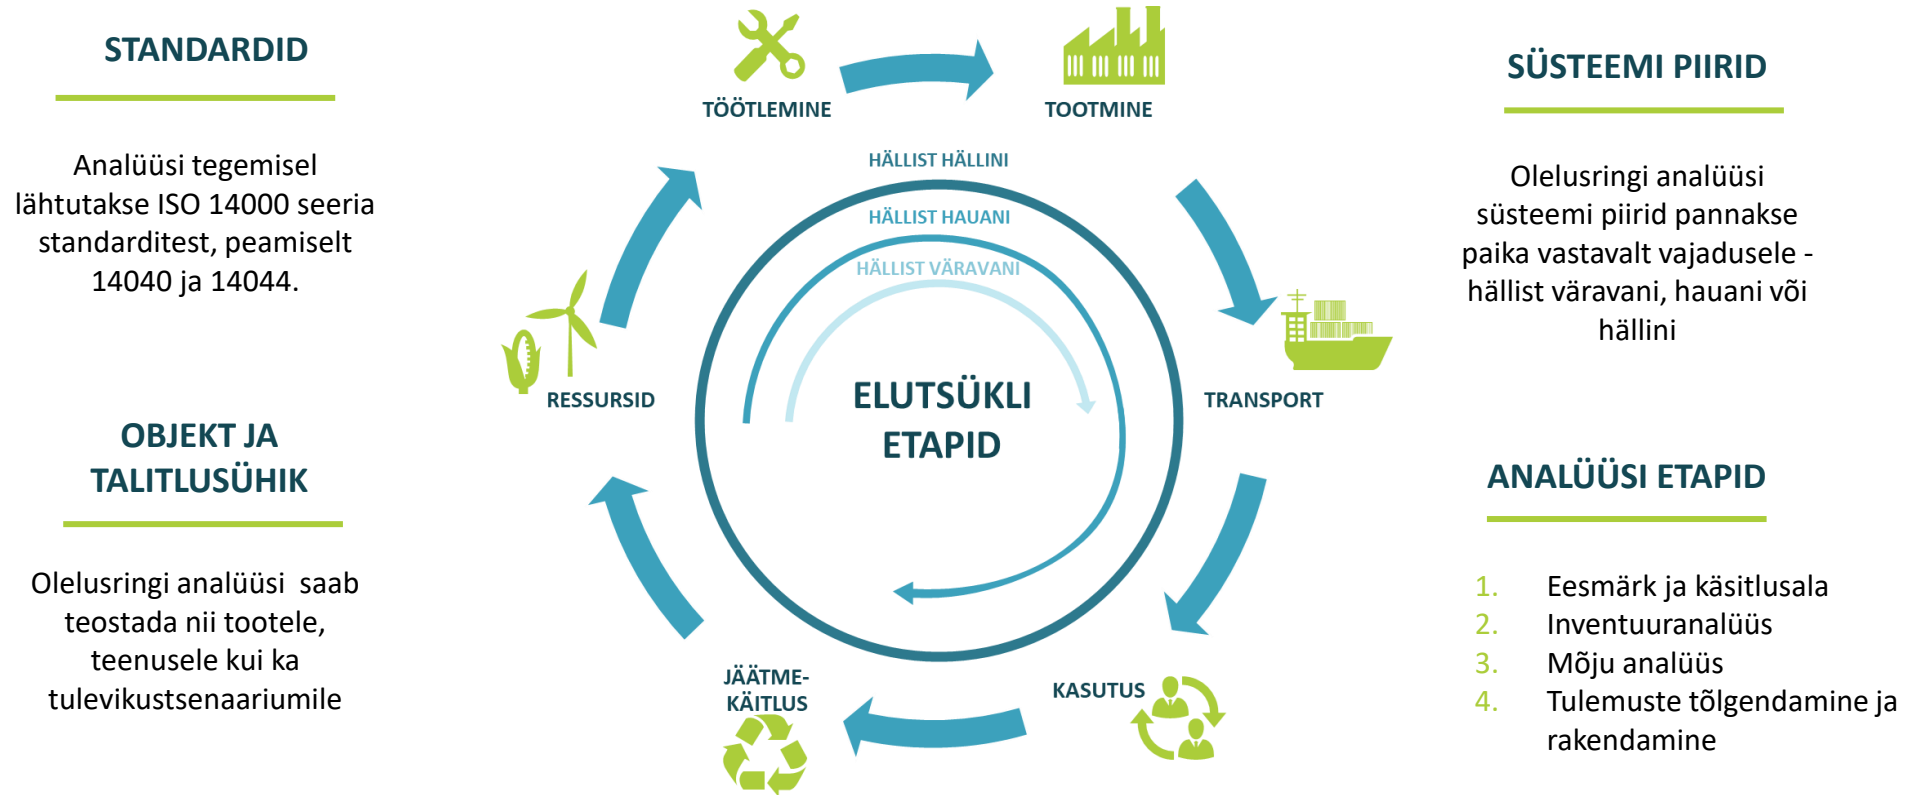 STANDARDID
Analüüsi tegemisel
lähtutakse ISO 14000 seeria
standarditest, peamiselt
14040 ja 14044.
OBJEKT JA
TALITLUSÜHIK
Olelusringi analüüsi saab
teostada nii tootele,
teenusele kui ka
tulevikustsenaariumile
TÖÖTLEMINE
TOOTMINE
HÄLLIST HÄLLINI
HÄLLIST HAUANI
HÄLLIST VÄRAVANI
ELUTSÜKLI
ETAPID
RESSURSID
TRANSPORT
JÄÄTME-
KÄITLUS
KASUTUS
SÜSTEEMI PIIRID
Olelusringi analüüsi
süsteemi piirid pannakse
paika vastavalt vajadusele -
hällist väravani, hauani või
hällini
ANALÜÜSI ETAPID
1. Eesmärk ja käsitlusala
2. Inventuuranalüüs
3. Mõju analüüs
4. Tulemuste tõlgendamine ja
rakendamine